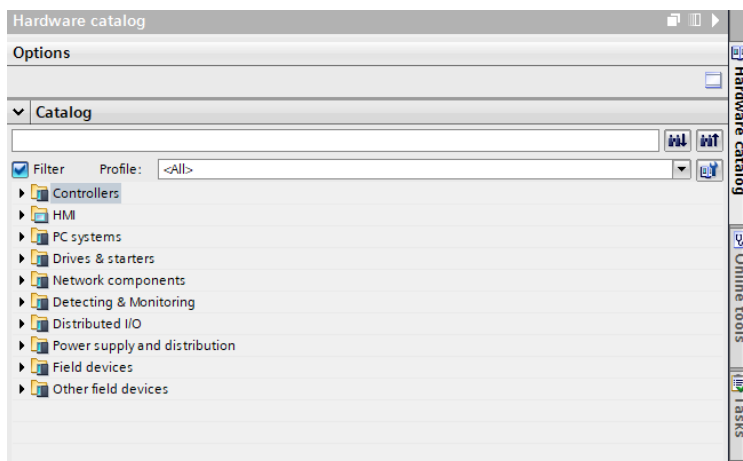 Hardware catalog
Options
Catalog
Filter Profile: <All>
Controllers
HMI
PC systems
Drives & starters
Network components
Detecting & Monitoring
Distributed I/O
Power supply and distribution
Field devices
Other field devices
Hardware catalog
Online tools
Tasks